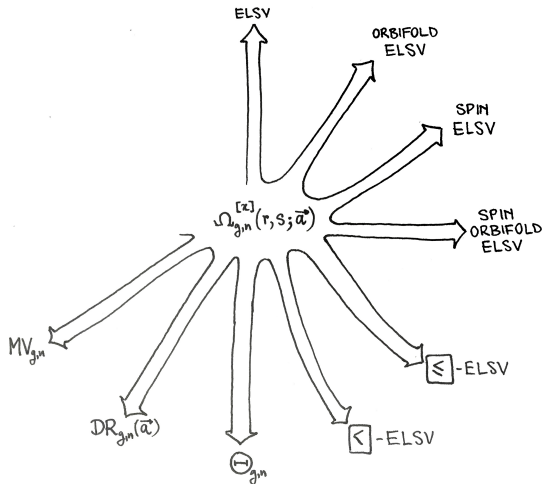 ELSV
ORBIFOLD
ELSV
SPIN
ELSV
Ω^{[x]}_{g,n}(r,s;a⃗)
SPIN
ORBIFOLD
ELSV
MV_{g,n}
≤-ELSV
DR_{g,n}(a⃗)
<-ELSV
Θ_{g,n}